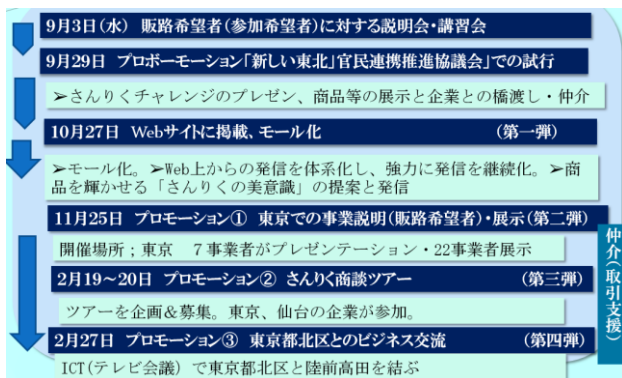 9月3日(水) 販路希望者(参加希望者)に対する説明会・講習会
9月29日 プロボーモーション「新しい東北」官民連携推進協議会」での試行
➢さんりくチャレンジのプレゼン、商品等の展示と企業との橋渡し・仲介
10月27日 Webサイトに掲載、モール化 (第一弾)
➢モール化。➢Web上からの発信を体系化し、強力に発信を継続化。➢商
品を輝かせる「さんりくの美意識」の提案と発信
11月25日 プロモーション① 東京での事業説明(販路希望者)・展示(第二弾)
開催場所;東京 7事業者がプレゼンテーション・22事業者展示
2月19～20日 プロモーション② さんりく商談ツアー (第三弾)
ツアーを企画&募集。東京、仙台の企業が参加。
2月27日 プロモーション③ 東京都北区とのビジネス交流 (第四弾)
ICT(テレビ会議) で東京都北区と陸前高田を結ぶ
仲介(取引支援)